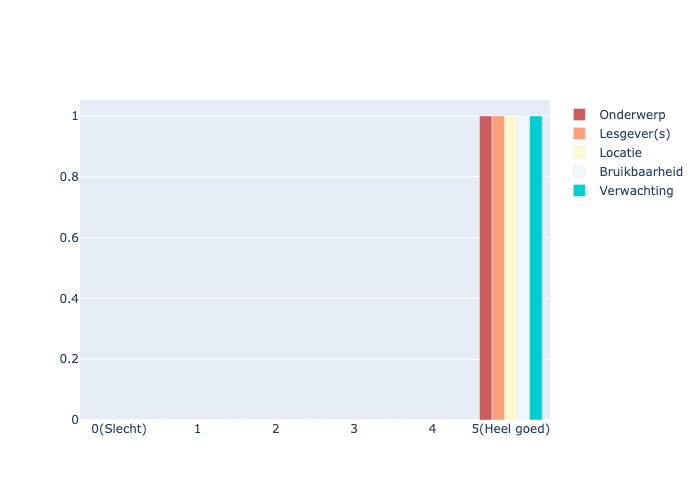 1
0.8
0.6
0.4
0.2
0
0(Slecht)
1
2
3
4
5(Heel goed)
Onderwerp
Lesgever(s)
Locatie
Bruikbaarheid
Verwachting